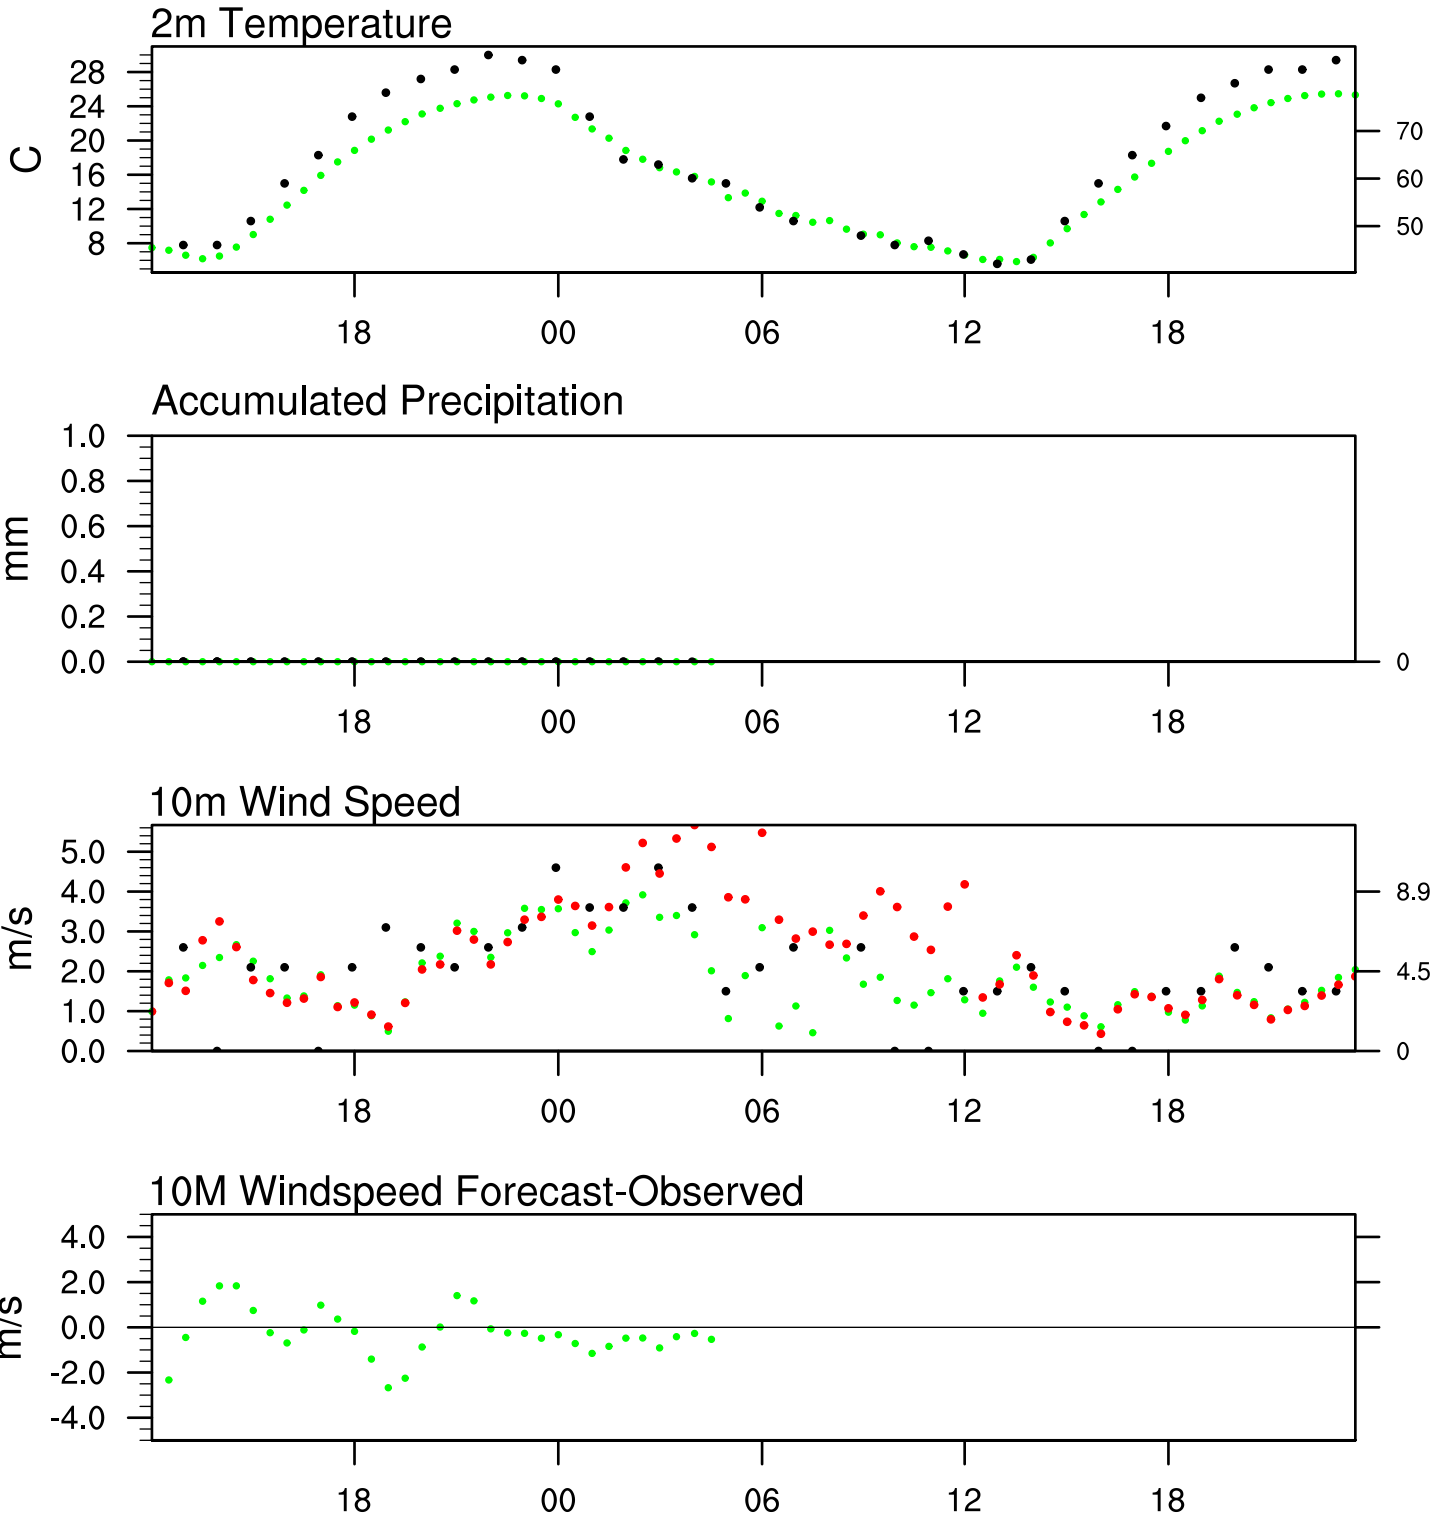 2m Temperature
28
24
20
16
12
8
C
70
60
50
18 00 06 12 18
Accumulated Precipitation
1.0
0.8
0.6
0.4
0.2
0.0
mm
0
18 00 06 12 18
10m Wind Speed
5.0
4.0
3.0
2.0
1.0
0.0
m/s
8.9
4.5
0
18 00 06 12 18
10M Windspeed Forecast-Observed
4.0
2.0
0.0
-2.0
-4.0
m/s
18 00 06 12 18